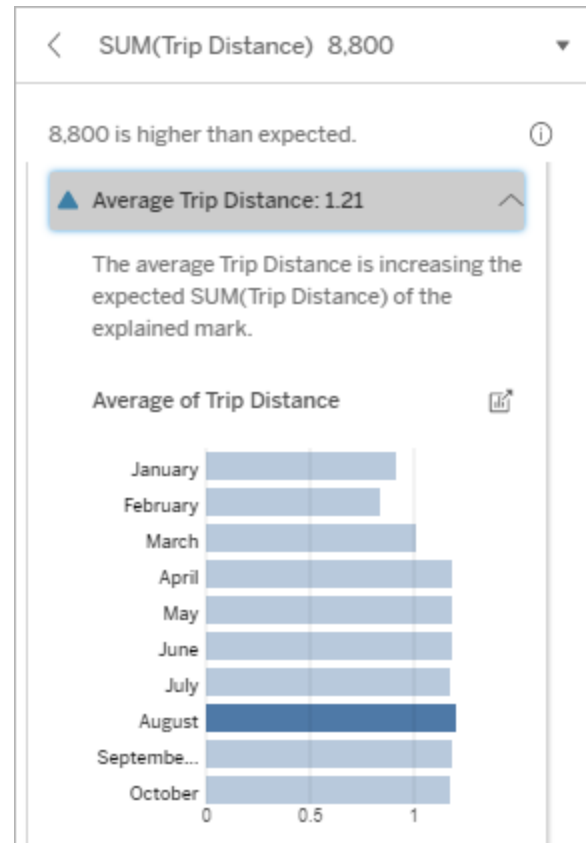 SUM(Trip Distance) 8,800
8,800 is higher than expected.
Average Trip Distance: 1.21
The average Trip Distance is increasing the
expected SUM(Trip Distance) of the
explained mark.
Average of Trip Distance
January
February
March
April
May
June
July
August
Septembe...
October
0 0.5 1